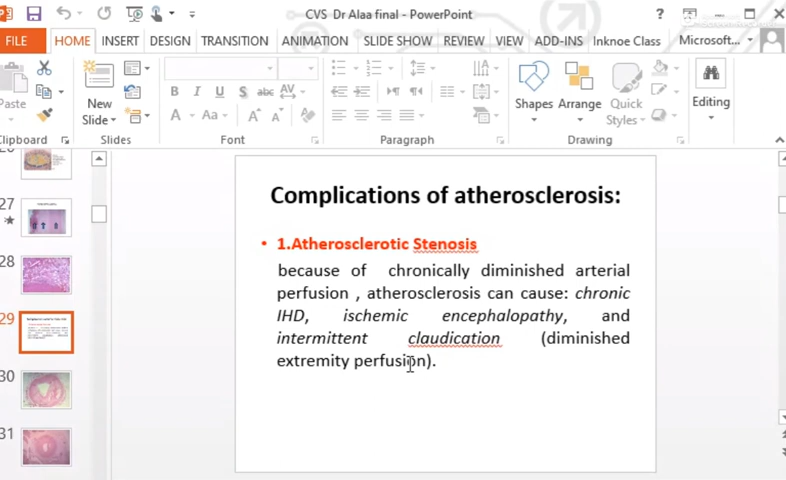 CVS Dr Alaa final - PowerPoint
FILE HOME INSERT DESIGN TRANSITION ANIMATION SLIDE SHOW REVIEW VIEW ADD-INS Inknoe Class Microsoft...
Paste
New
Slide
B I U S abc AV
A Aa A A
Shapes Arrange Quick
Styles
Editing
Clipboard Slides Font Paragraph Drawing
27
28
29
30
31
Complications of atherosclerosis:
• 1.Atherosclerotic Stenosis
because of chronically diminished arterial
perfusion , atherosclerosis can cause: chronic
IHD, ischemic encephalopathy, and
intermittent claudication (diminished
extremity perfusion).